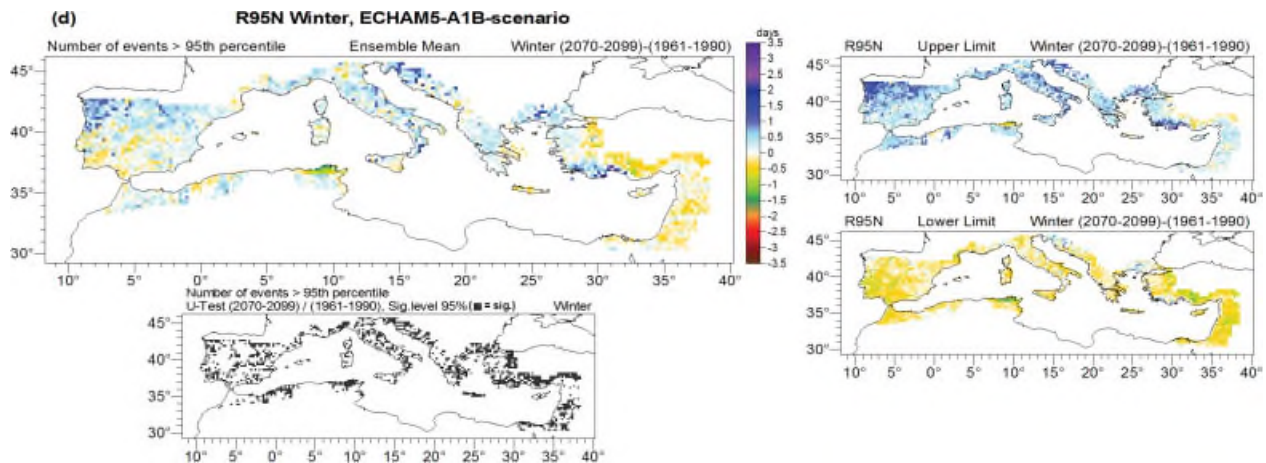 (d) R95N Winter, ECHAM5-A1B-scenario
Number of events > 95th percentile Ensemble Mean Winter (2070-2099)-(1961-1990)
days
45°
40°
35°
30°
10° 5° 0° 5° 10° 15° 20° 25° 30° 35° 40°
3.5
3
2.5
2
1.5
1
0.5
0
-0.5
-1
-1.5
-2
-2.5
-3
-3.5
R95N Upper Limit Winter (2070-2099)-(1961-1990)
45°
40°
35°
30°
10° 5° 0° 5° 10° 15° 20° 25° 30° 35° 40°
R95N Lower Limit Winter (2070-2099)-(1961-1990)
45°
40°
35°
30°
10° 5° 0° 5° 10° 15° 20° 25° 30° 35° 40°
Number of events > 95th percentile
U-Test (2070-2099) / (1961-1990), Sig.level 95%(■ = sig.) Winter
45°
40°
35°
30°
10° 5° 0° 5° 10° 15° 20° 25° 30° 35° 40°